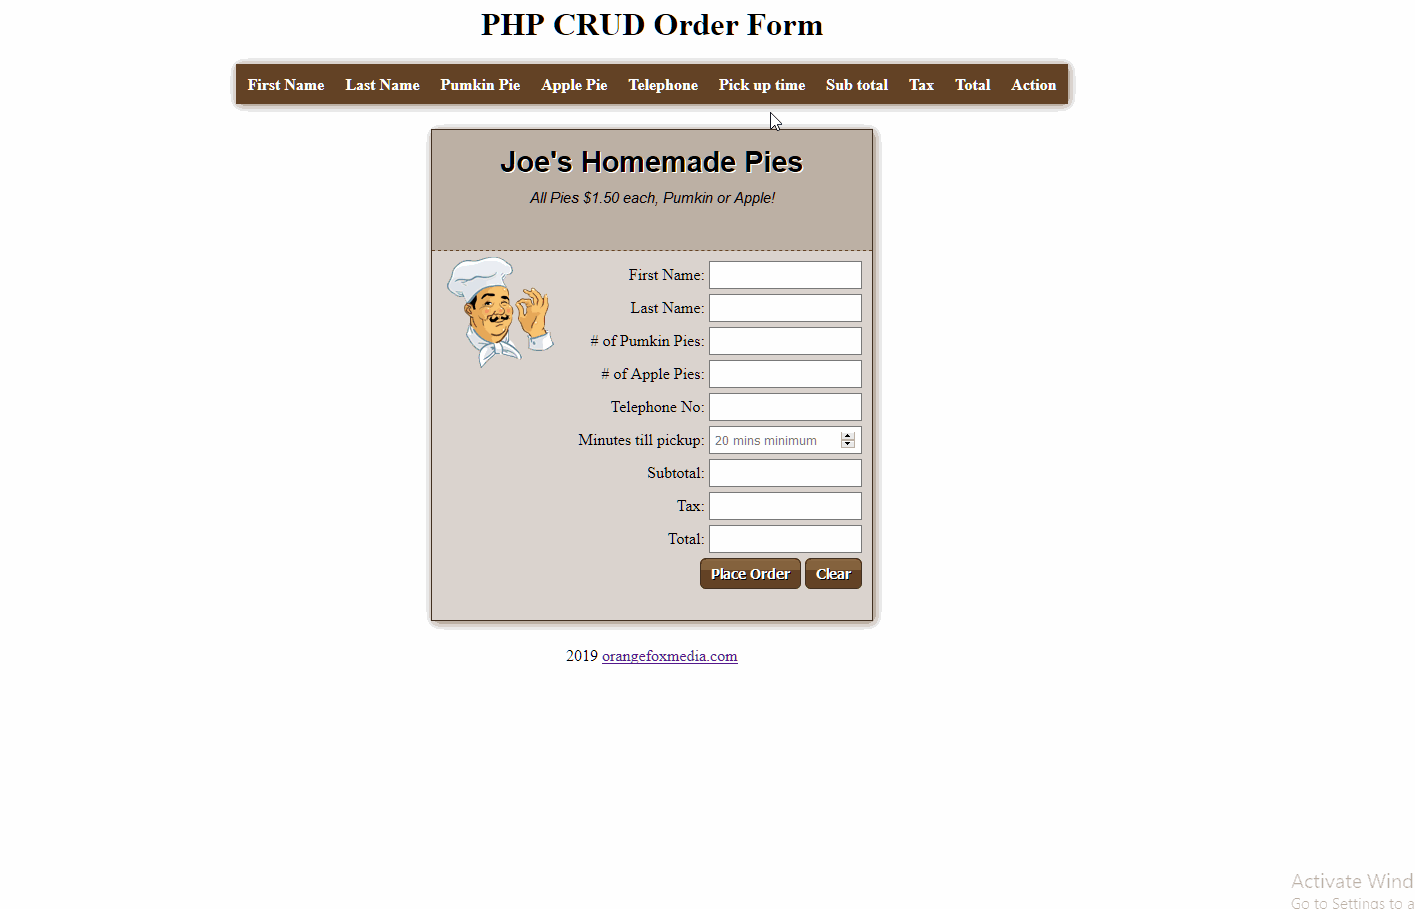 PHP CRUD Order Form
First Name Last Name Pumkin Pie Apple Pie Telephone Pick up time Sub total Tax Total Action
Joe's Homemade Pies
All Pies $1.50 each, Pumkin or Apple!
First Name:
Last Name:
# of Pumkin Pies:
# of Apple Pies:
Telephone No:
Minutes till pickup: 20 mins minimum
Subtotal:
Tax:
Total:
Place Order Clear
2019 orangefoxmedia.com
Activate Wind
Go to Settings to a